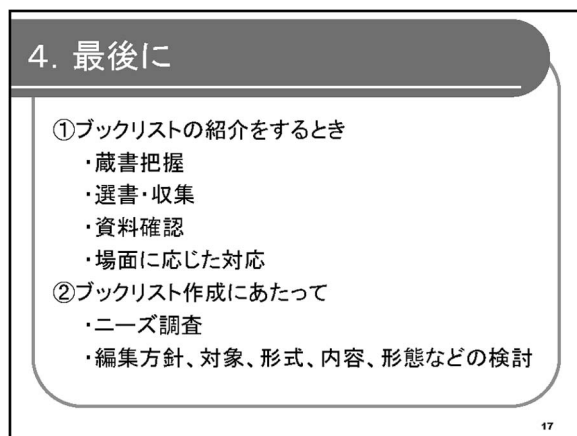 4. 最後に
①ブックリストの紹介をするとき
・蔵書把握
・選書・収集
・資料確認
・場面に応じた対応
②ブックリスト作成にあたって
・ニーズ調査
・編集方針、対象、形式、内容、形態などの検討
17